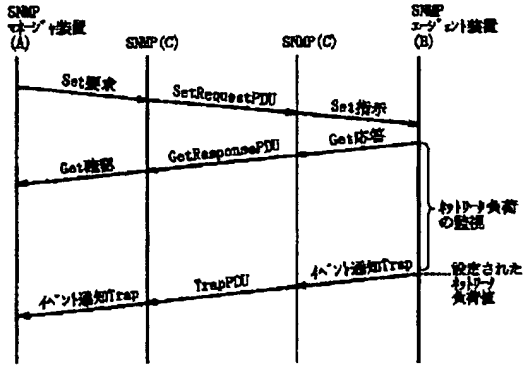 SNMP
マネージャ装置
(A)
SNMP(C)
SNMP(C)
SNMP
エージェント装置
(B)
Set要求
SetRequestPDU
Set指示
Get応答
GetResponsePDU
Get確認
ネットワーク負荷
の監視
イベント通知Trap
TrapPDU
イベント通知Trap
設定された
ネットワーク
負荷値